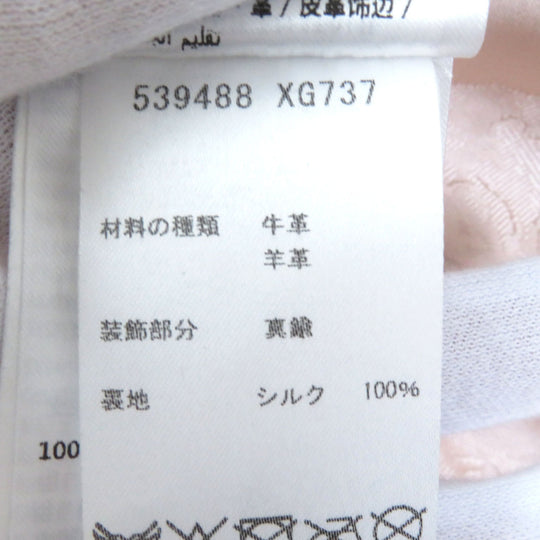 革/皮革饰边/
539488 XG737
材料の種類 牛革
羊革
装飾部分 真鍮
裏地 シルク 100%
100